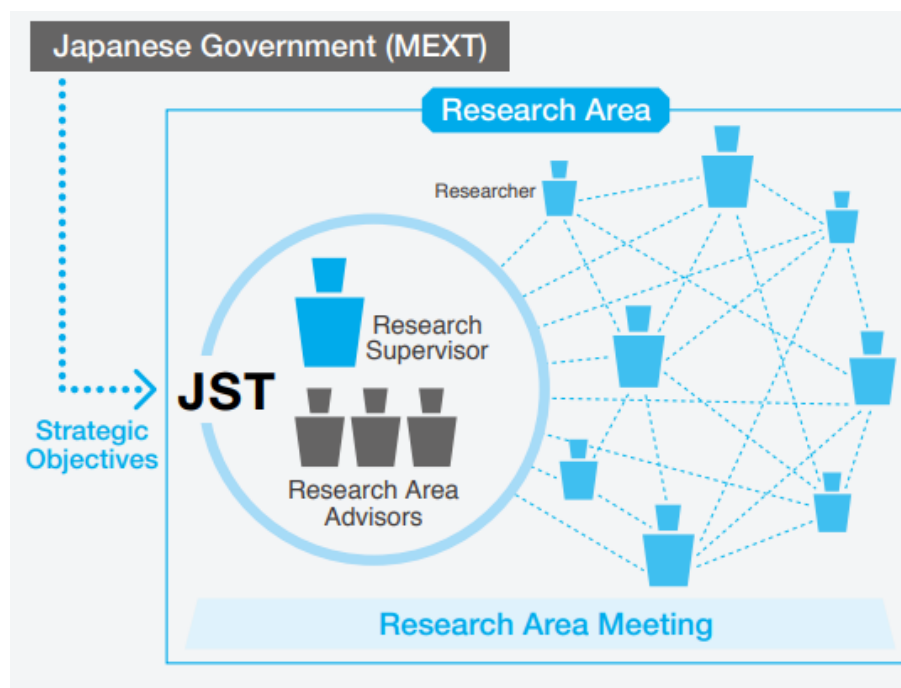 Japanese Government (MEXT)
Research Area
Researcher
Research
Supervisor
JST
Strategic
Objectives
Research Area
Advisors
Research Area Meeting